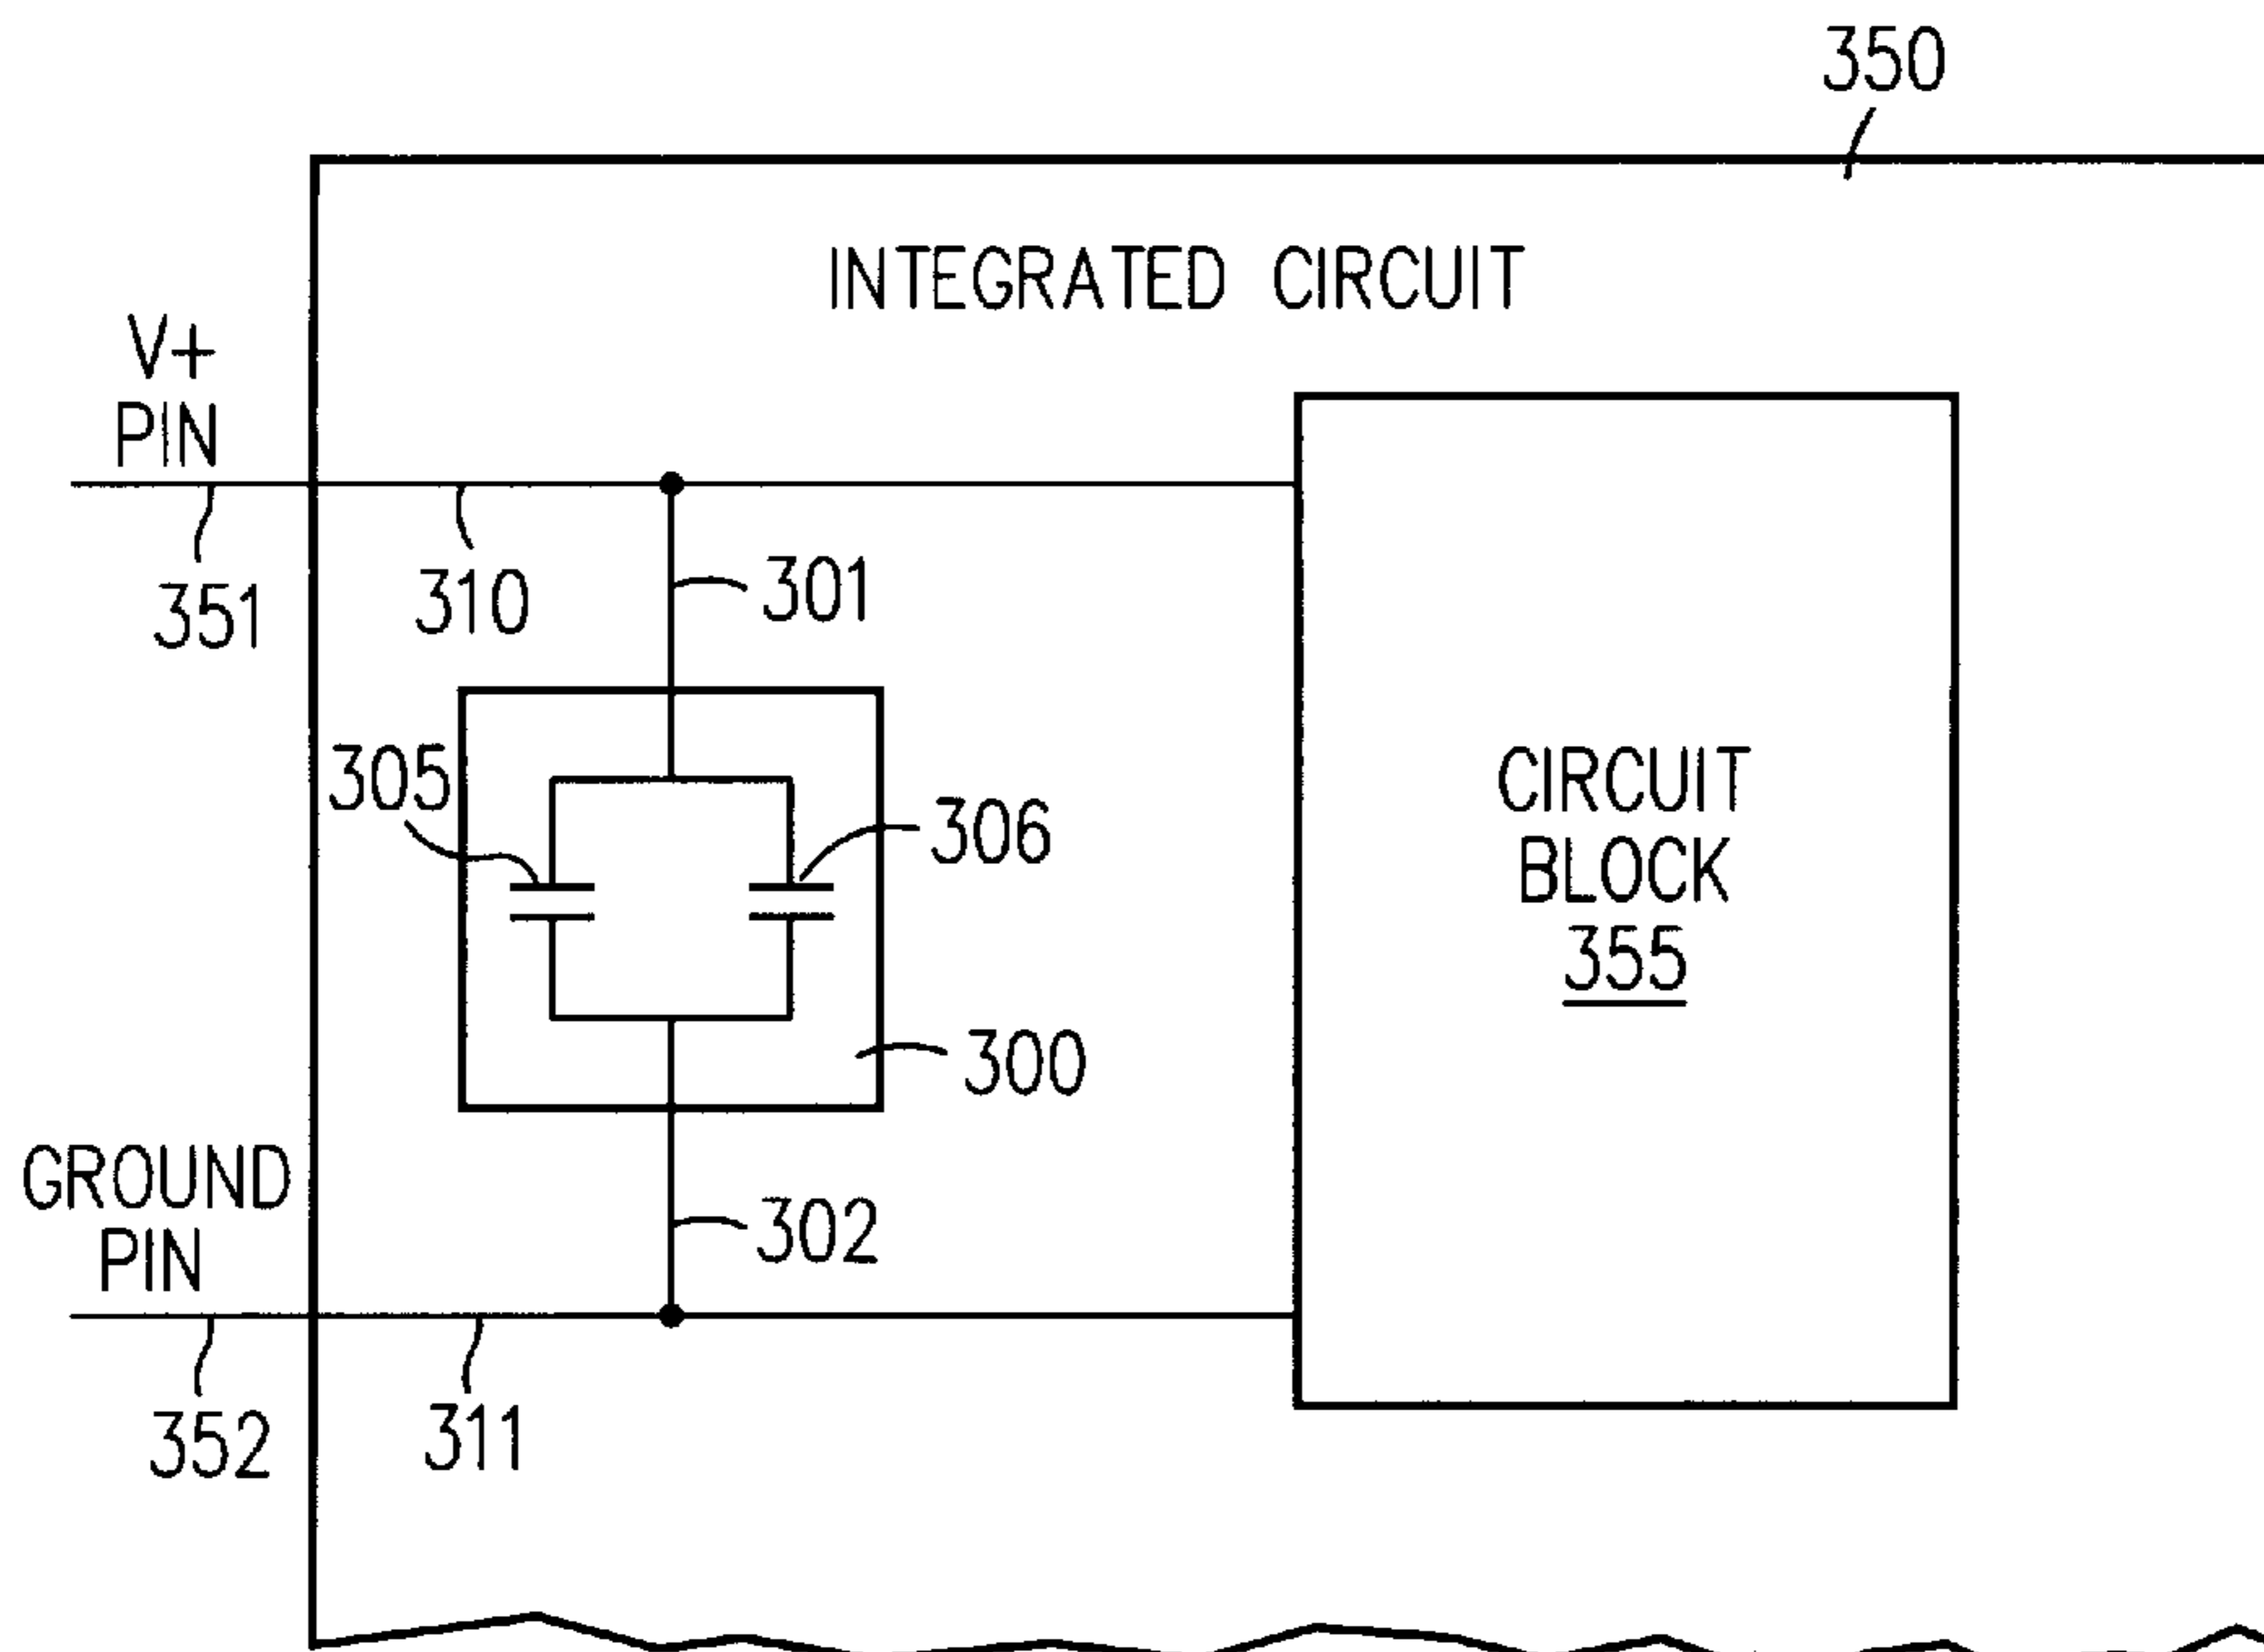 350
INTEGRATED CIRCUIT
V+
PIN
351
310
301
305
306
CIRCUIT
BLOCK
355
300
GROUND
PIN
302
352
311